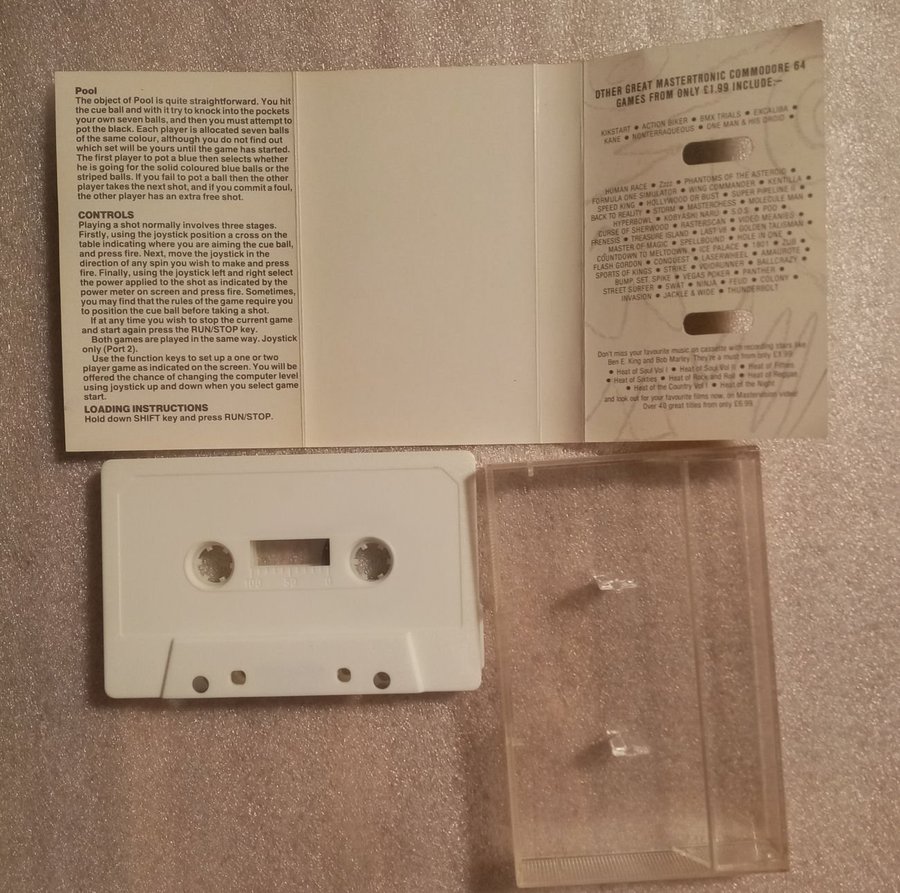 Pool
The object of Pool is quite straightforward. You hit
the cue ball and with it try to knock into the pockets
your own seven balls, and then you must attempt to
pot the black. Each player is allocated seven balls
of the same colour, although you do not find out
which set will be yours until the game has started.
The first player to pot a blue then selects whether
he is going for the solid coloured blue balls or the
striped balls. If you fail to pot a ball then the other
player takes the next shot, and if you commit a foul,
the other player has an extra free shot.
CONTROLS
Playing a shot normally involves three stages.
Firstly, using the joystick position a cross on the
table indicating where you are aiming the cue ball,
and press fire. Next, move the joystick in the
direction of any spin you wish to make and press
fire. Finally, using the joystick left and right select
the power applied to the shot as indicated by the
power meter on screen and press fire. Sometimes,
you may find that the rules of the game require you
to position the cue ball before taking a shot.
If at any time you wish to stop the current game
and start again press the RUN/STOP key.
Both games are played in the same way. Joystick
only (Port 2).
Use the function keys to set up a one or two
player game as indicated on the screen. You will be
offered the chance of changing the computer level
using joystick up and down when you select game
start.
LOADING INSTRUCTIONS
Hold down SHIFT key and press RUN/STOP.
OTHER GREAT MASTERTRONIC COMMODORE 64
GAMES FROM ONLY £1.99 INCLUDE:-
KIKSTART • ACTION BIKER • BMX TRIALS • EXCALIBA •
KANE • NONTERRAQUEOUS • ONE MAN & HIS DROID •
HUMAN RACE • Zzzz • PHANTOMS OF THE ASTEROID •
FORMULA ONE SIMULATOR • WING COMMANDER • KENTILLA •
SPEED KING • HOLLYWOOD OR BUST • SUPER PIPELINE II •
BACK TO REALITY • STORM • MASTERCHESS • MOLECULE MAN •
HYPERBOWL • KOBYASHI NARU • S.O.S. • POD •
CURSE OF SHERWOOD • RASTERSCAN • VIDEO MEANIES •
FRENESIS • TREASURE ISLAND • LAST V8 • GOLDEN TALISMAN •
MASTER OF MAGIC • SPELLBOUND • HOLE IN ONE •
COUNTDOWN TO MELTDOWN • ICE PALACE • 1801 • ZUB •
FLASH GORDON • CONQUEST • LASERWHEEL • AMAUROTE •
SPORTS OF KINGS • STRIKE • VOIDRUNNER • BALLCRAZY •
BUMP, SET, SPIKE • VEGAS POKER • PANTHER •
STREET SURFER • SWAT • NINJA • FEUD • COLONY •
INVASION • JACKLE & WIDE • THUNDERBOLT
Don't miss your favourite music on cassette with recording stars like
Ben E. King and Bob Marley. They're a must from only £1.99
• Heat of Soul Vol I • Heat of Soul Vol II • Heat of Fifties
• Heat of Sixties • Heat of Rock and Roll • Heat of Reggae
• Heat of the Country Vol I • Heat of the Night
and look out for your favourite films now, on Mastervision video!
Over 40 great titles from only £6.99.
100 50 0